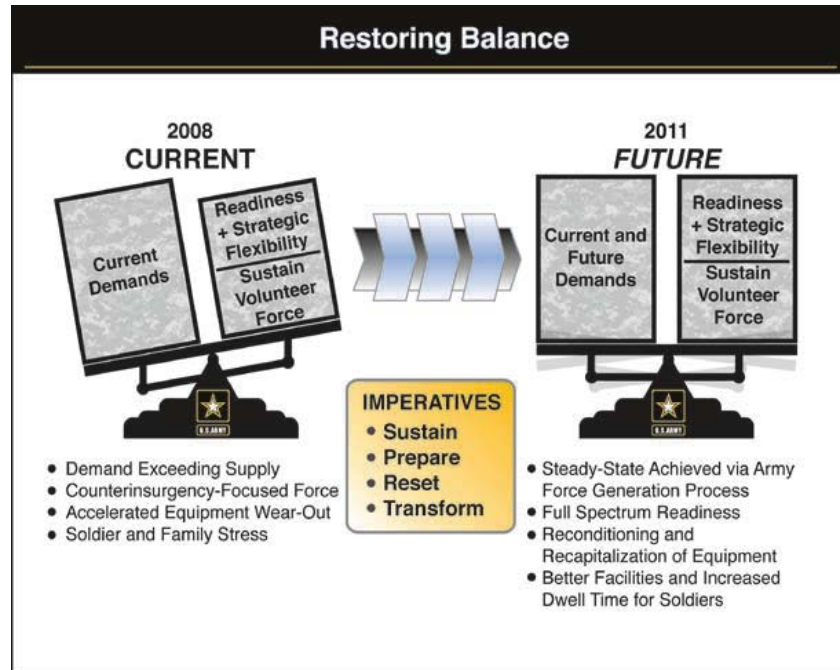 Restoring Balance
2008
CURRENT
Current
Demands
Readiness
+ Strategic
Flexibility
Sustain
Volunteer
Force
U.S.ARMY
• Demand Exceeding Supply
• Counterinsurgency-Focused Force
• Accelerated Equipment Wear-Out
• Soldier and Family Stress
IMPERATIVES
• Sustain
• Prepare
• Reset
• Transform
2011
FUTURE
Current and
Future
Demands
Readiness
+ Strategic
Flexibility
Sustain
Volunteer
Force
U.S.ARMY
• Steady-State Achieved via Army
Force Generation Process
• Full Spectrum Readiness
• Reconditioning and
Recapitalization of Equipment
• Better Facilities and Increased
Dwell Time for Soldiers